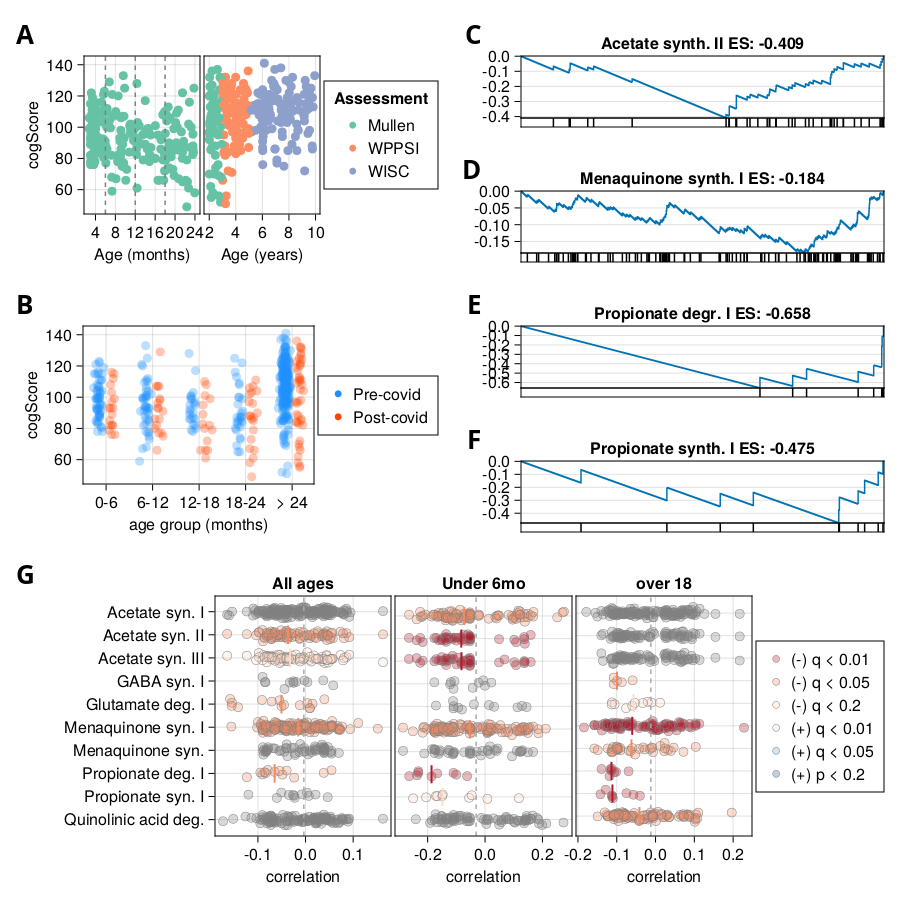 A
140
120
100
80
60
cogScore
4 8 12 16 20 24
Age (months)
2 4 6 8 10
Age (years)
Assessment
Mullen
WPPSI
WISC
B
140
120
100
80
60
cogScore
0-6 6-12 12-18 18-24 > 24
age group (months)
Pre-covid
Post-covid
C
Acetate synth. II ES: -0.409
0.0
-0.1
-0.2
-0.3
-0.4
D
Menaquinone synth. I ES: -0.184
0.00
-0.05
-0.10
-0.15
E
Propionate degr. I ES: -0.658
0.0
-0.1
-0.2
-0.3
-0.4
-0.5
-0.6
F
Propionate synth. I ES: -0.475
0.0
-0.1
-0.2
-0.3
-0.4
G
All ages Under 6mo over 18
Acetate syn. I
Acetate syn. II
Acetate syn. III
GABA syn. I
Glutamate deg. I
Menaquinone syn. I
Menaquinone syn.
Propionate deg. I
Propionate syn. I
Quinolinic acid deg.
-0.1 0.0 0.1 -0.2 0.0 0.2 -0.2 -0.1 0.0 0.1 0.2
correlation correlation correlation
(-) q < 0.01
(-) q < 0.05
(-) q < 0.2
(+) q < 0.01
(+) q < 0.05
(+) p < 0.2